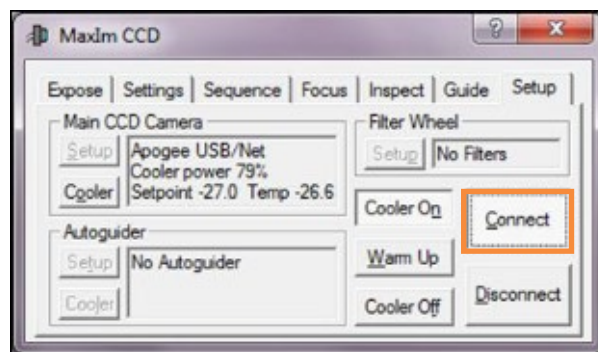 MaxIm CCD
Expose Settings Sequence Focus Inspect Guide Setup
Main CCD Camera
Setup
Apogee USB/Net
Cooler power 79%
Setpoint -27.0 Temp -26.6
Cooler
Filter Wheel
Setup
No Filters
Autoguider
Setup
No Autoguider
Cooler
Cooler On
Warm Up
Cooler Off
Connect
Disconnect